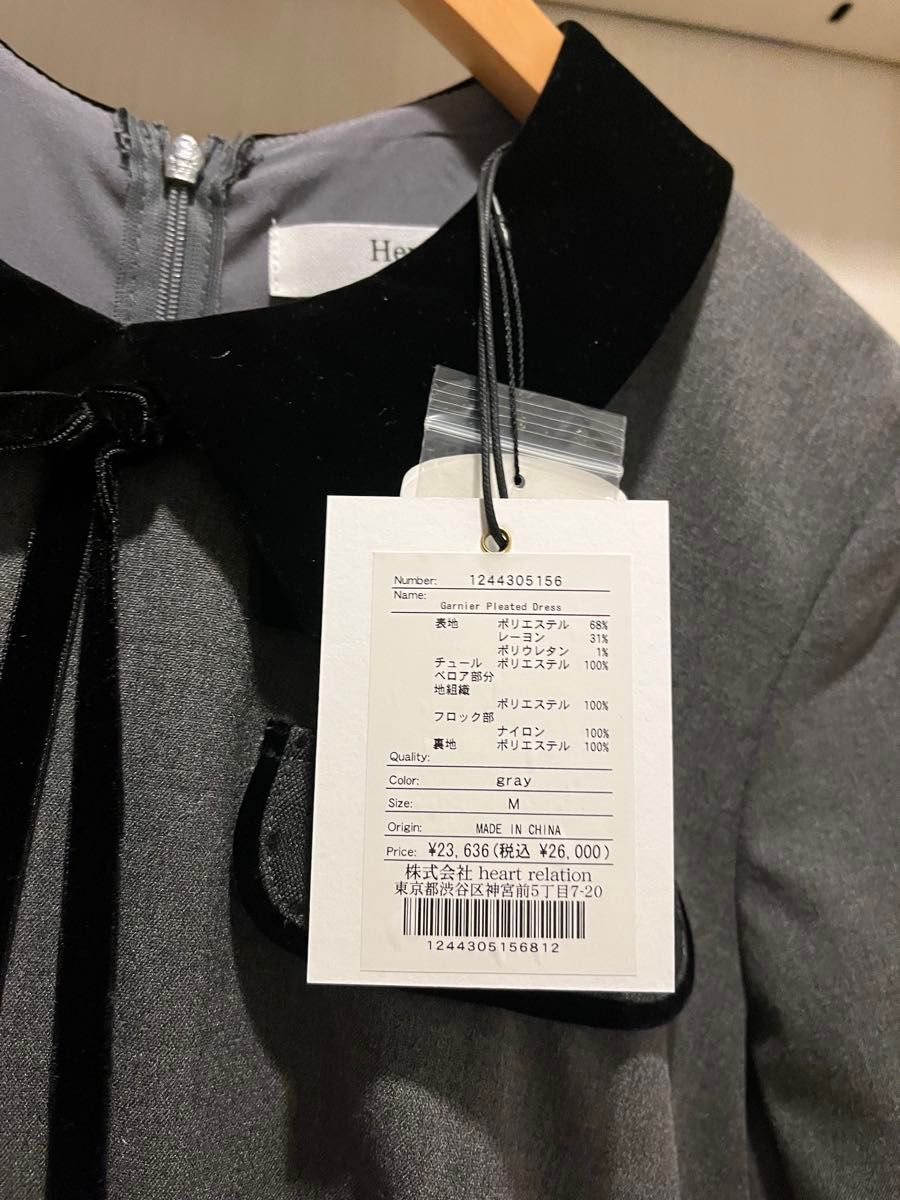 Number: 1244305156
Name:
Garnier Pleated Dress
表地 ポリエステル 68%
レーヨン 31%
ポリウレタン 1%
チュール ポリエステル 100%
ベロア部分
地組織
ポリエステル 100%
フロック部
ナイロン 100%
裏地 ポリエステル 100%
Quality:
Color: gray
Size: M
Origin: MADE IN CHINA
Price: ¥23,636(税込 ¥26,000)
株式会社 heart relation
東京都渋谷区神宮前5丁目7-20
1244305156812